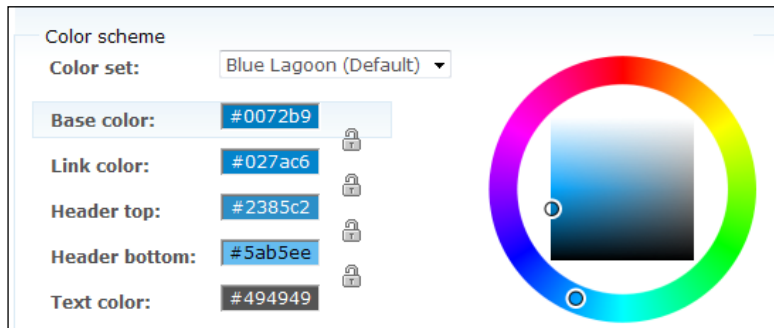 Color scheme
Color set: Blue Lagoon (Default)
Base color: #0072b9
Link color: #027ac6
Header top: #2385c2
Header bottom: #5ab5ee
Text color: #494949